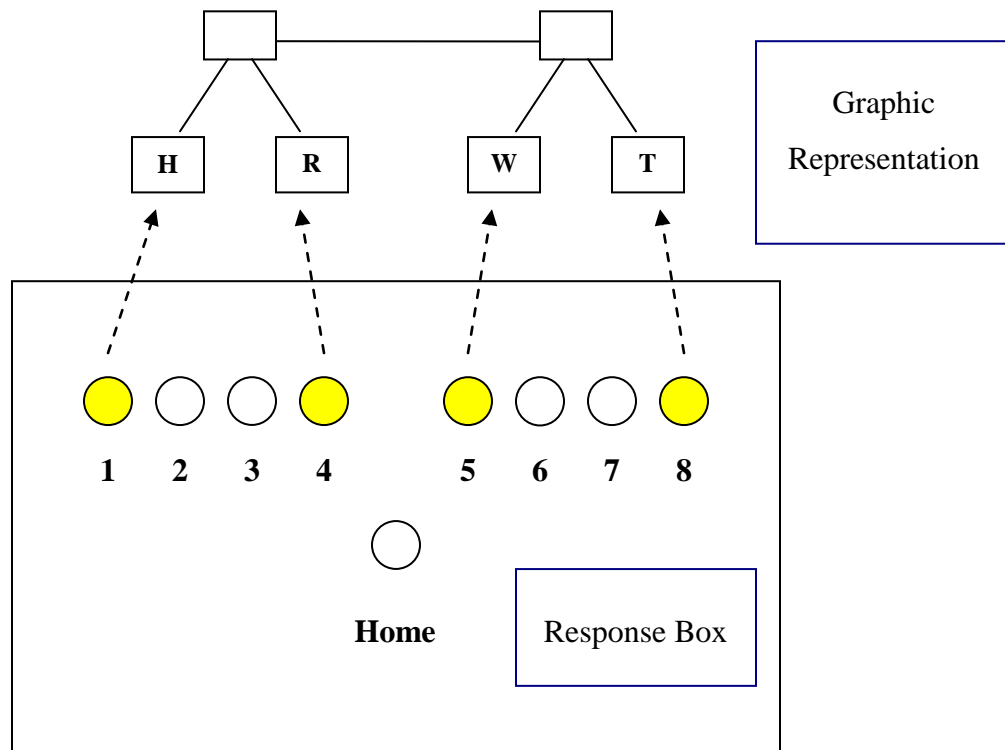 Graphic
Representation
H R W T
1 2 3 4 5 6 7 8
Home
Response Box